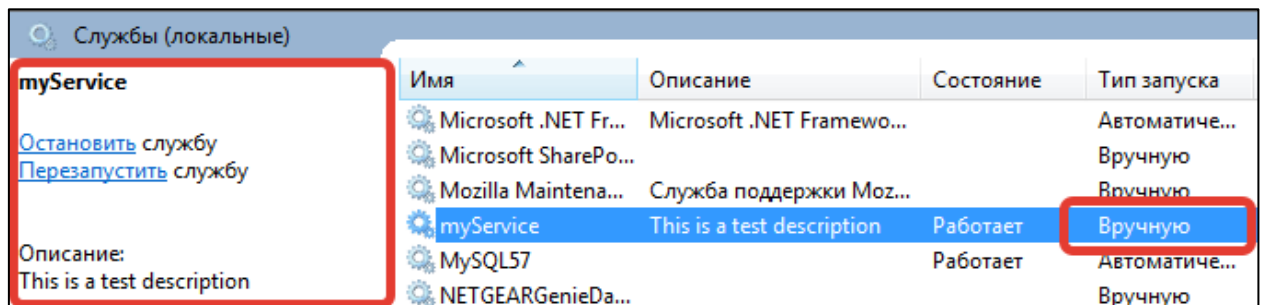 Службы (локальные)
myService
Остановить службу
Перезапустить службу
Описание:
This is a test description
Имя Описание Состояние Тип запуска
Microsoft .NET Fr... Microsoft .NET Framewo... Автоматиче...
Microsoft SharePo... Вручную
Mozilla Maintena... Служба поддержки Moz... Вручную
myService This is a test description Работает Вручную
MySQL57 Работает Автоматиче...
NETGEARGenieDa... Вручную